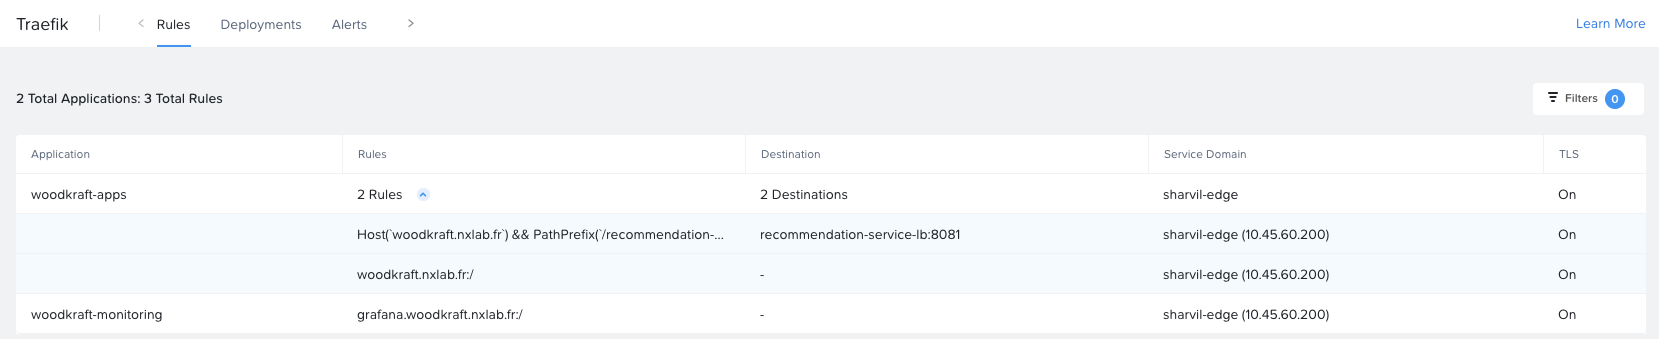 Traefik Rules Deployments Alerts Learn More
2 Total Applications: 3 Total Rules Filters 0
Application Rules Destination Service Domain TLS
woodkraft-apps 2 Rules 2 Destinations sharvil-edge On
Host(`woodkraft.nxlab.fr`) && PathPrefix(`/recommendation-... recommendation-service-lb:8081 sharvil-edge (10.45.60.200) On
woodkraft.nxlab.fr:/ - sharvil-edge (10.45.60.200) On
woodkraft-monitoring grafana.woodkraft.nxlab.fr:/ - sharvil-edge (10.45.60.200) On